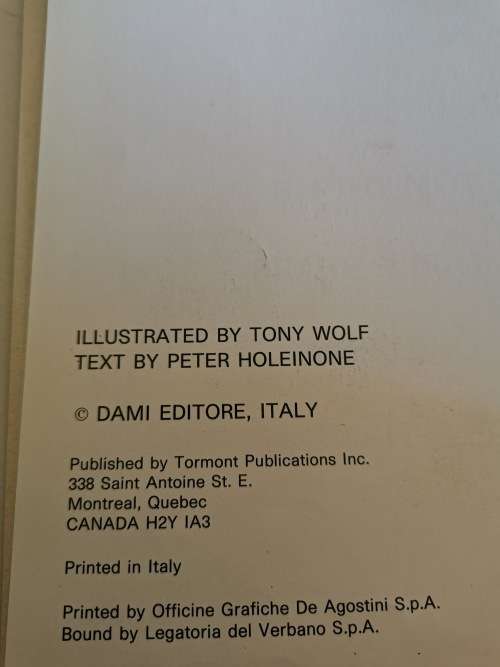 ILLUSTRATED BY TONY WOLF
TEXT BY PETER HOLEINONE
© DAMI EDITORE, ITALY
Published by Tormont Publications Inc.
338 Saint Antoine St. E.
Montreal, Quebec
CANADA H2Y IA3
Printed in Italy
Printed by Officine Grafiche De Agostini S.p.A.
Bound by Legatoria del Verbano S.p.A.